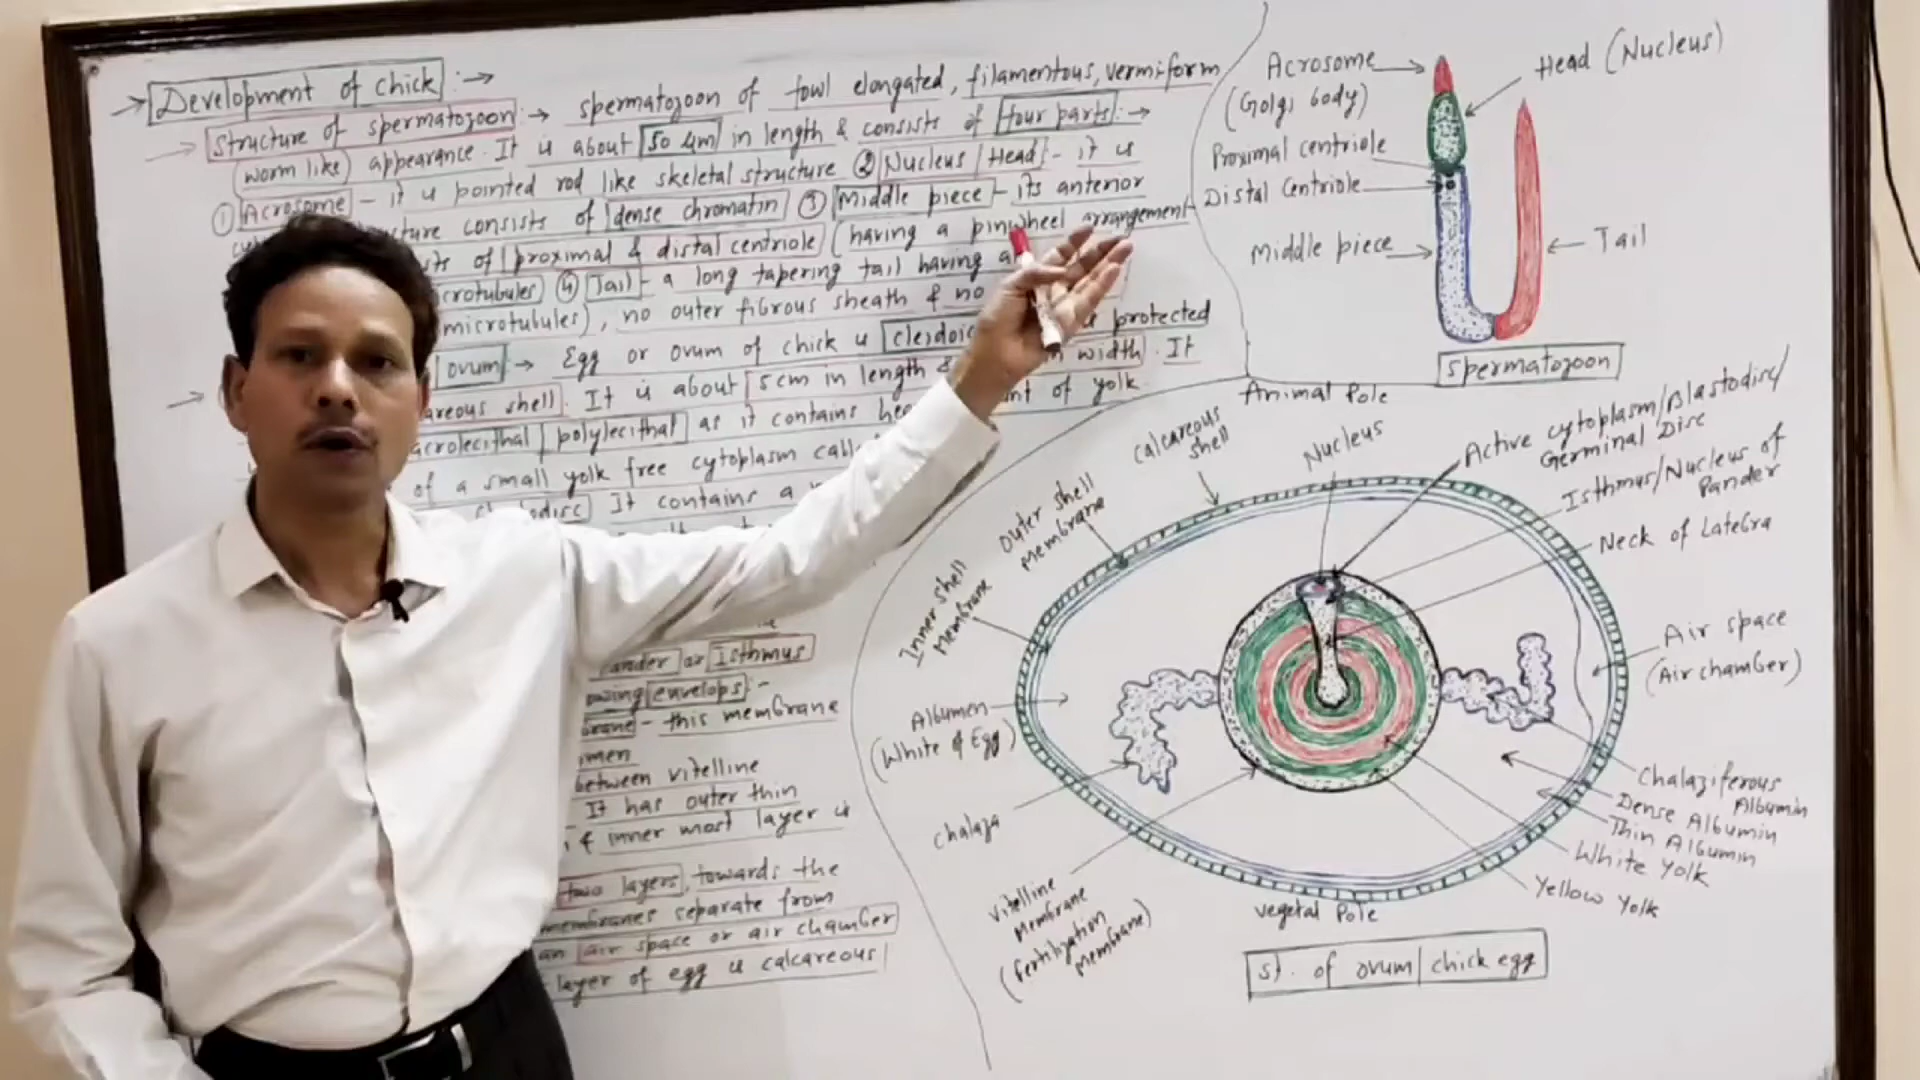 Development of chick :→
Structure of spermatozoon :→ spermatozoon of fowl elongated, filamentous, vermiform
(worm like) appearance. It is about 50 µm in length & consists of four parts :→
① Acrosome - it is pointed rod like skeletal structure ② Nucleus/Head - it is
structure consists of dense chromatin ③ Middle piece - its anterior
of proximal & distal centriole (having a pinwheel arrangement
④ Tail - a long tapering tail having a
microtubules), no outer fibrous sheath & no
ovum → Egg or ovum of chick is protected
shell. It is about 5 cm in length width. It
polylecithal as it contains of yolk.
of a small yolk free cytoplasm
It contains a
or Isthmus
envelops :-
- this membrane
between vitelline
It has outer thin
& inner most layer is
two layers, towards the
membranes separate from
an air space or air chamber
layer of egg is calcareous
Acrosome
(Golgi body)
Head (Nucleus)
Proximal centriole
Distal Centriole
Middle piece
Tail
spermatozoon
Animal Pole
calcareous shell
Nucleus
Active cytoplasm/Blastodisc/
Germinal Disc
Isthmus/Nucleus of
Pander
Neck of Latebra
outer shell
membrane
Inner shell
Membrane
Air space
(Air chamber)
Albumen
(White of Egg)
chalaza
Chalaziferous
Albumin
Dense Albumin
Thin Albumin
White Yolk
Yellow Yolk
vitelline
Membrane
(fertilization
membrane)
vegetal Pole
st. of ovum/chick egg